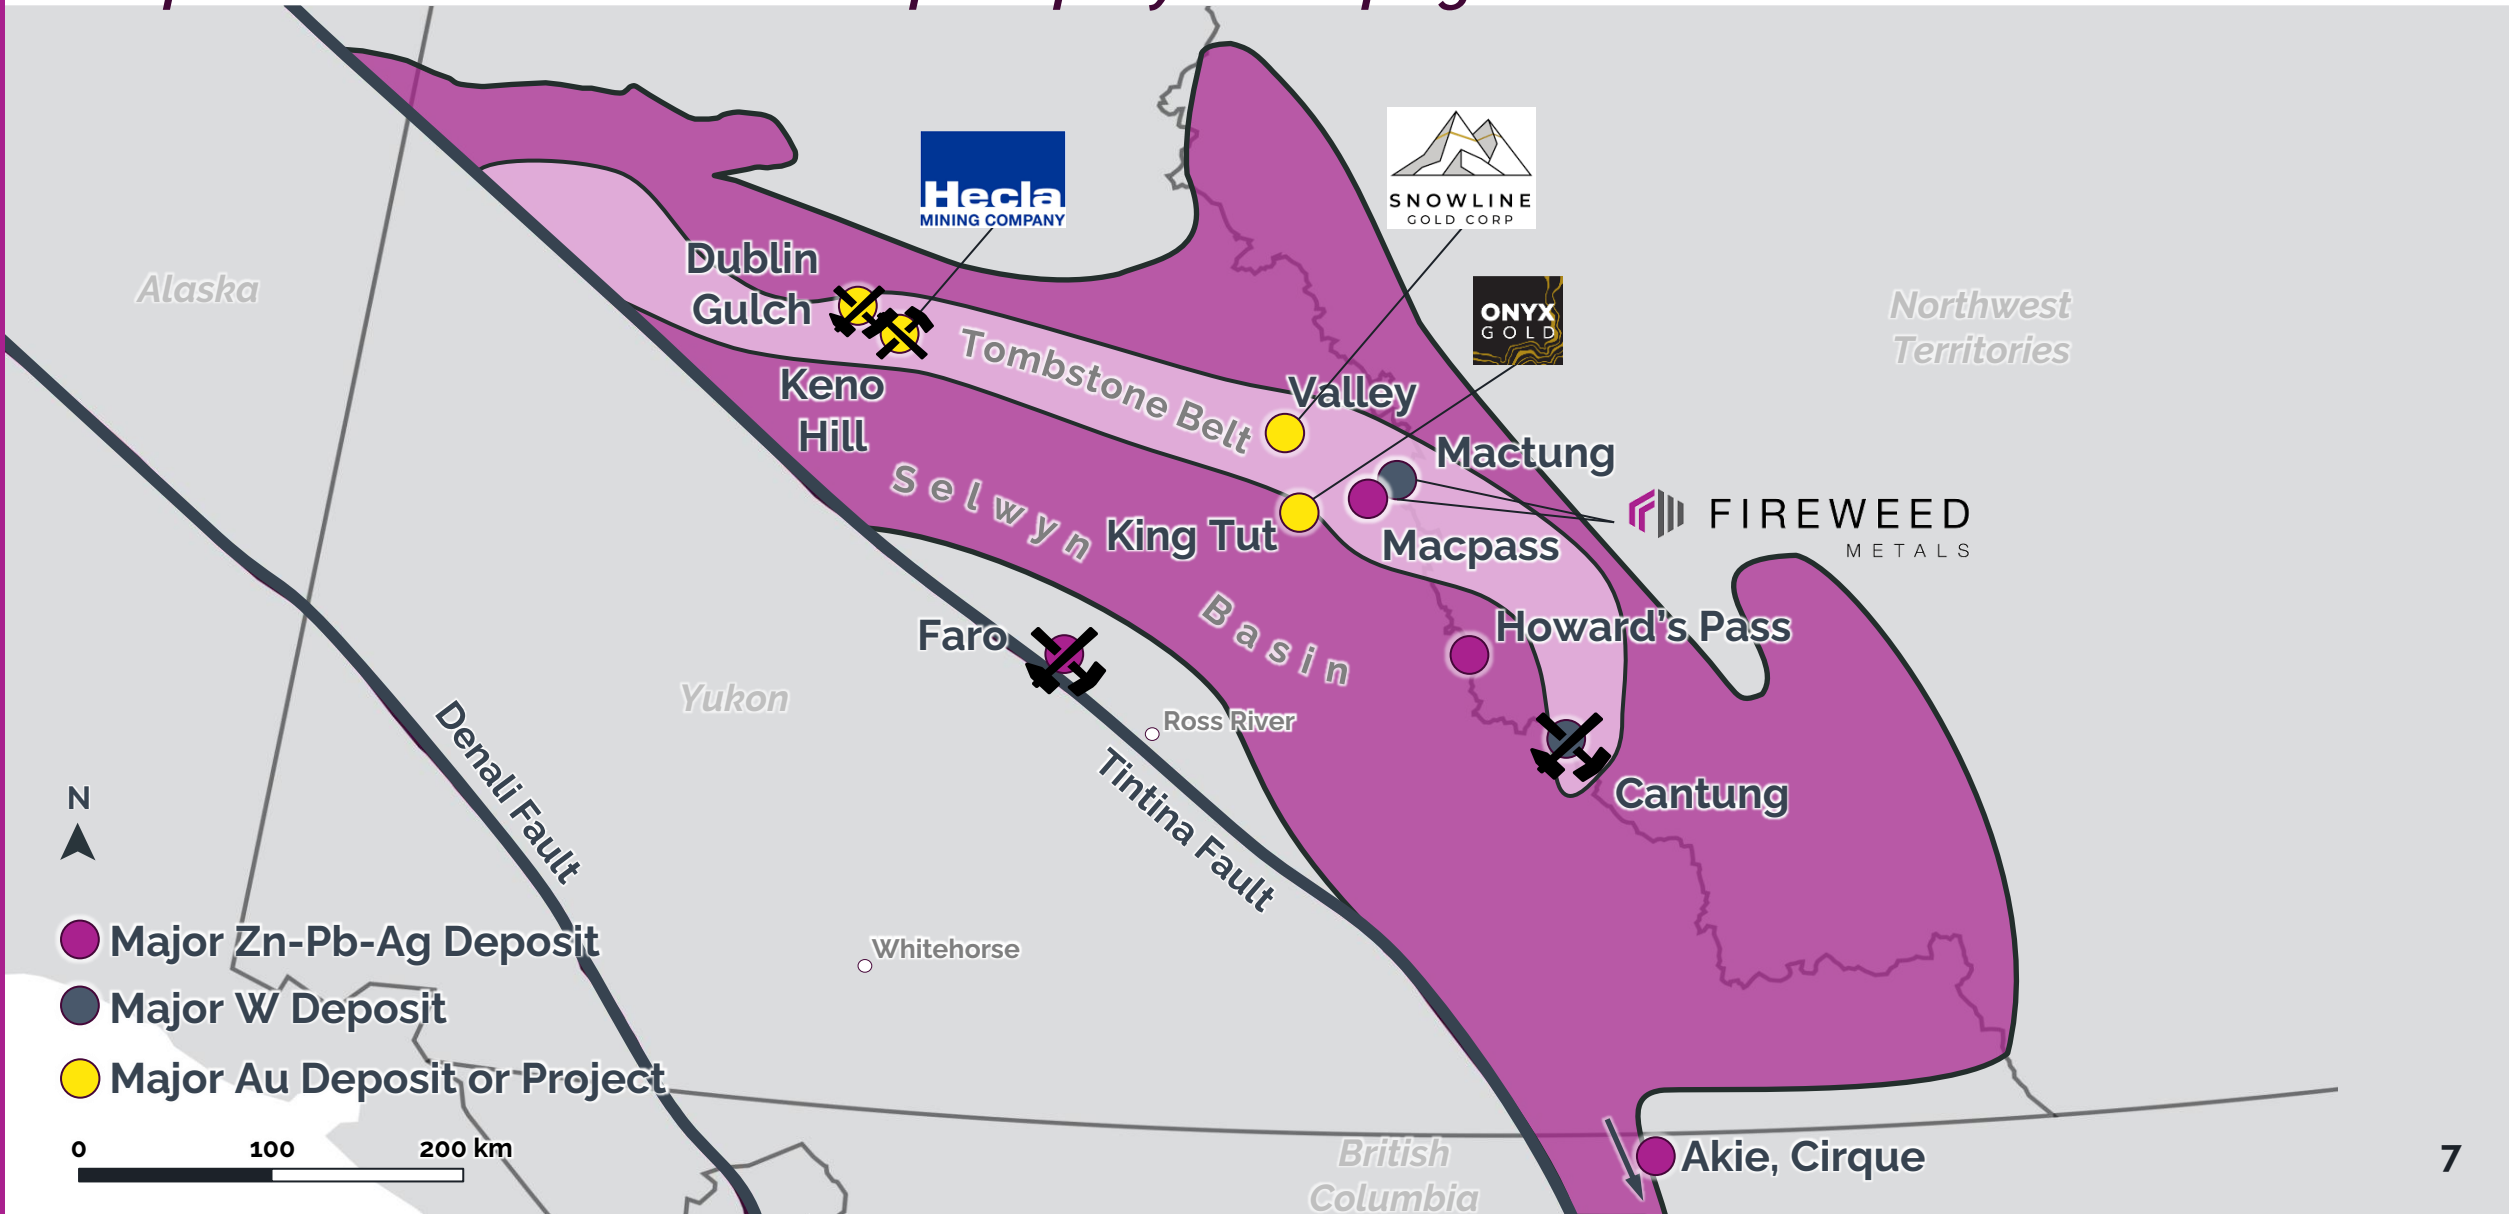 Hecla
MINING COMPANY
SNOWLINE
GOLD CORP
ONYX
GOLD
Dublin
Gulch
Alaska
Northwest
Territories
Tombstone Belt
Keno
Hill
Valley
Mactung
Selwyn
Basin
King Tut
Macpass
FIREWEED
METALS
Faro
Howard's Pass
Yukon
Ross River
Denali Fault
Tintina Fault
Cantung
N
Whitehorse
Major Zn-Pb-Ag Deposit
Major W Deposit
Major Au Deposit or Project
0 100 200 km
British
Columbia
Akie, Cirque
7